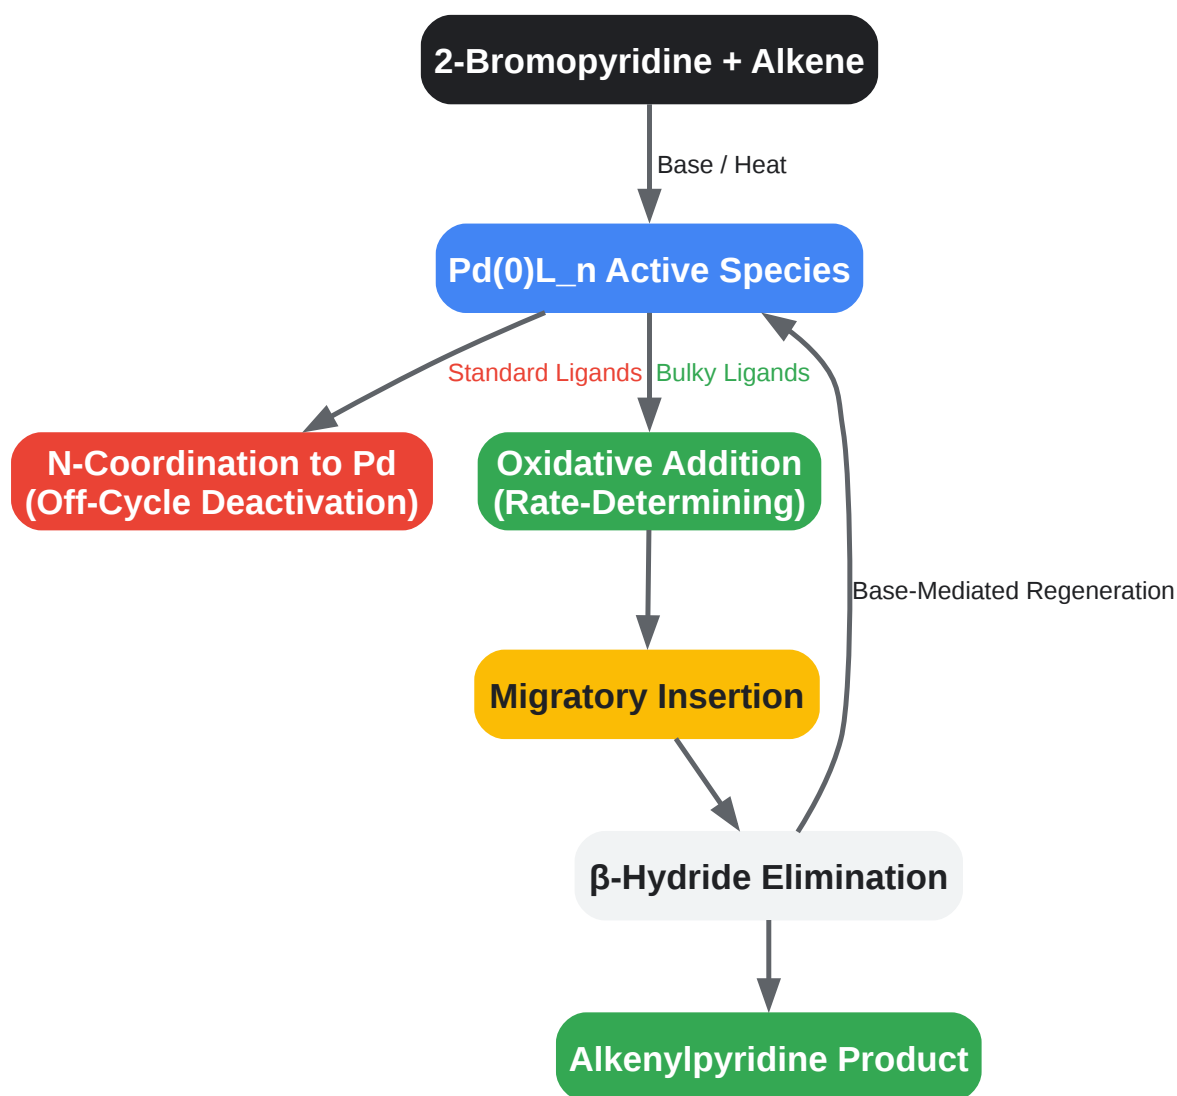 2-Bromopyridine + Alkene
Base / Heat
Pd(0)L_n Active Species
Standard Ligands
Bulky Ligands
N-Coordination to Pd
(Off-Cycle Deactivation)
Oxidative Addition
(Rate-Determining)
Base-Mediated Regeneration
Migratory Insertion
β-Hydride Elimination
Alkenylpyridine Product